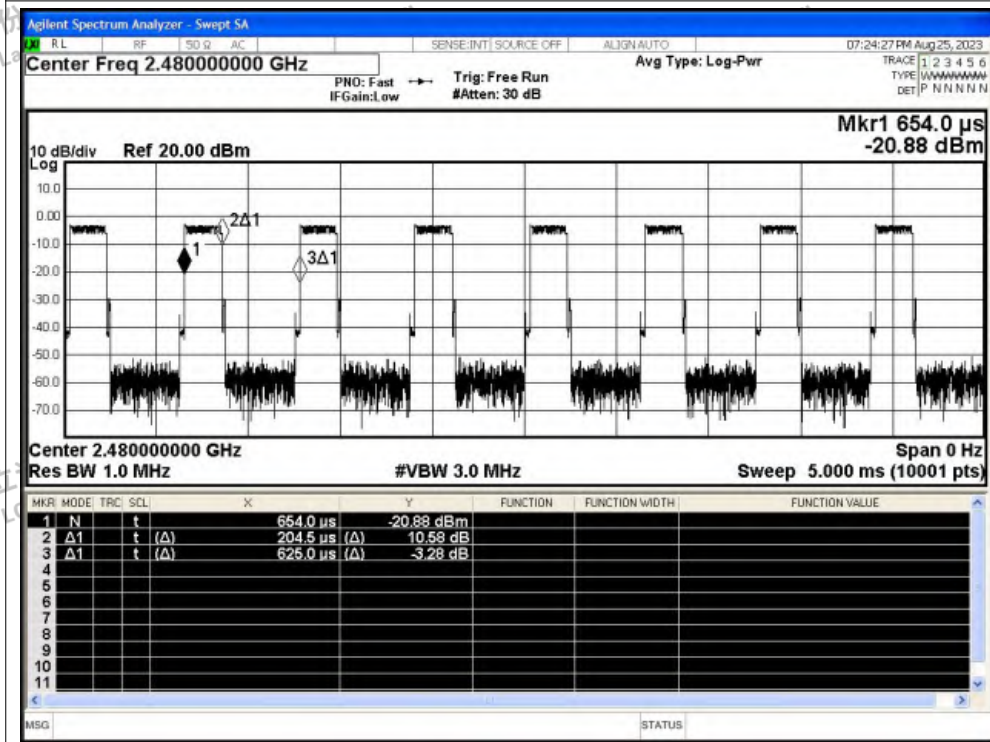 Agilent Spectrum Analyzer - Swept SA
RL RF 50 Ω AC SENSE:INT SOURCE OFF ALIGN AUTO 07:24:27 PM Aug 25, 2023
Center Freq 2.480000000 GHz
PNO: Fast
IFGain:Low
Trig: Free Run
#Atten: 30 dB
Avg Type: Log-Pwr
TRACE 1 2 3 4 5 6
TYPE WWWWWWW
DET P N N N N N
Mkr1 654.0 µs
-20.88 dBm
10 dB/div Ref 20.00 dBm
Log
10.0
0.00
-10.0
-20.0
-30.0
-40.0
-50.0
-60.0
-70.0
2Δ1
1
3Δ1
Center 2.480000000 GHz Span 0 Hz
Res BW 1.0 MHz #VBW 3.0 MHz Sweep 5.000 ms (10001 pts)
MKR MODE TRC SCL X Y FUNCTION FUNCTION WIDTH FUNCTION VALUE
1 N t 654.0 µs -20.88 dBm
2 Δ1 t (Δ) 204.5 µs (Δ) 10.58 dB
3 Δ1 t (Δ) 625.0 µs (Δ) -3.28 dB
4
5
6
7
8
9
10
11
MSG STATUS